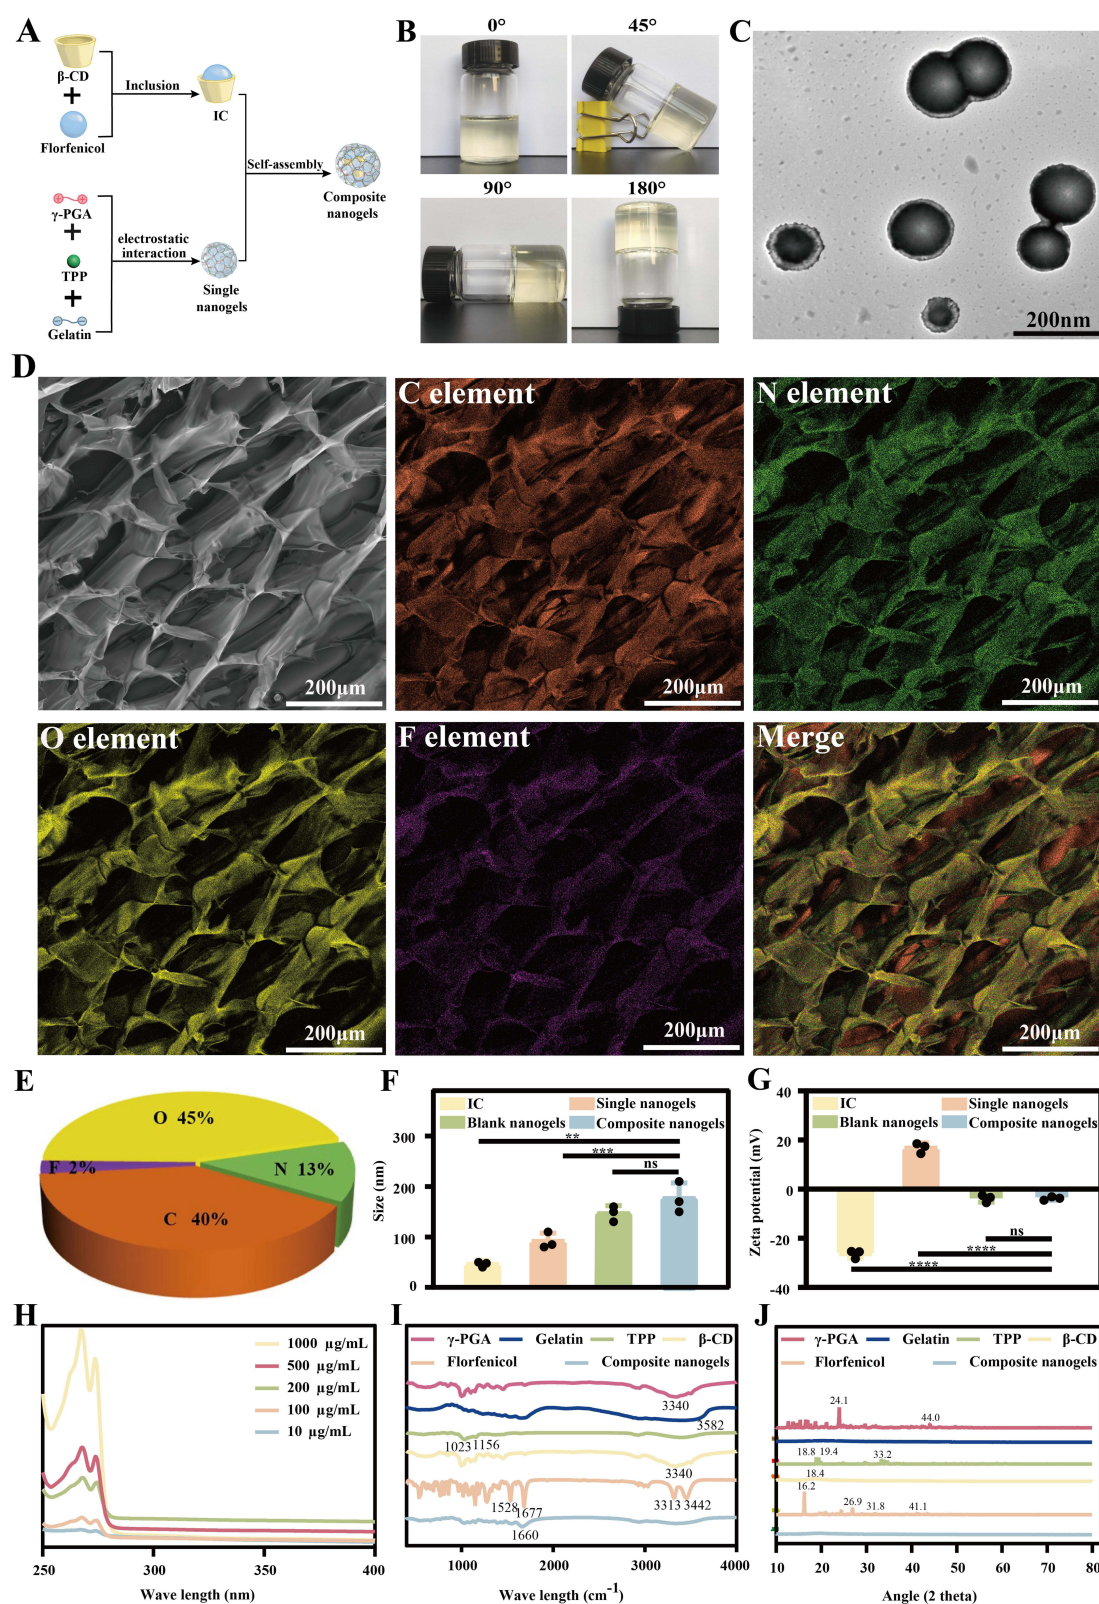 A
β-CD
+
Florfenicol
Inclusion
IC
γ-PGA
+
TPP
+
Gelatin
electrostatic
interaction
Single
nanogels
Self-assembly
Composite
nanogels
B
0°
45°
90°
180°
C
200nm
D
200μm
C element
200μm
N element
200μm
O element
200μm
F element
200μm
Merge
200μm
E
O 45%
F 2%
N 13%
C 40%
F
IC
Single nanogels
Blank nanogels
Composite nanogels
Size (nm)
300
200
100
0
**
***
ns
G
IC
Single nanogels
Blank nanogels
Composite nanogels
Zeta potential (mV)
40
20
0
-20
-40
ns
****
****
H
1000 μg/mL
500 μg/mL
200 μg/mL
100 μg/mL
10 μg/mL
250
300
350
400
Wave length (nm)
I
γ-PGA
Gelatin
TPP
β-CD
Florfenicol
Composite nanogels
3340
3582
1023
1156
3340
1528
1677
3313
3442
1660
1000
2000
3000
4000
Wave length (cm-1)
J
γ-PGA
Gelatin
TPP
β-CD
Florfenicol
Composite nanogels
24.1
44.0
18.8
19.4
33.2
18.4
16.2
26.9
31.8
41.1
10
20
30
40
50
60
70
80
Angle (2 theta)